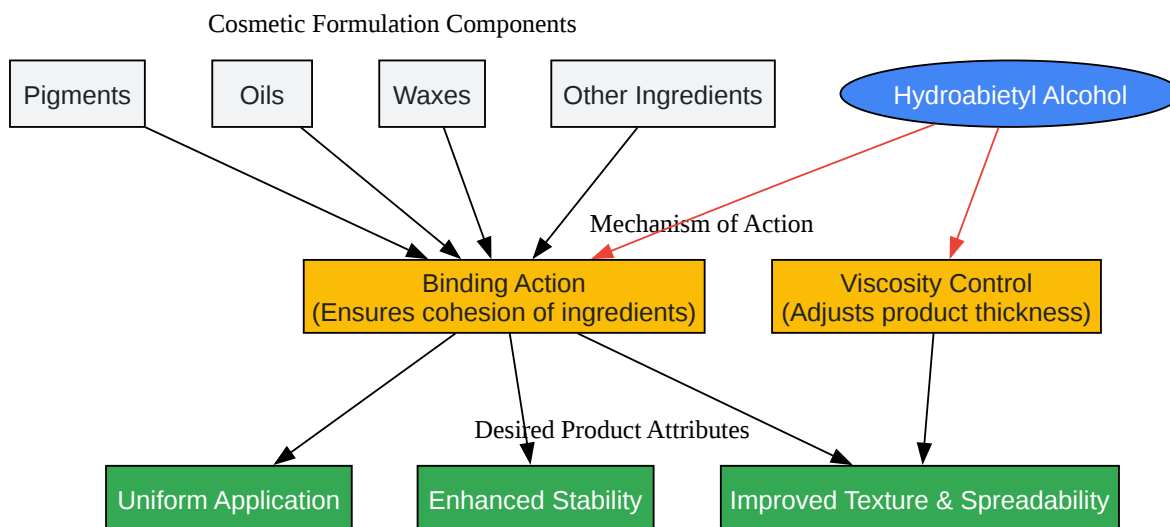 Cosmetic Formulation Components
Pigments
Oils
Waxes
Other Ingredients
Hydroabietyl Alcohol
Mechanism of Action
Binding Action
(Ensures cohesion of ingredients)
Viscosity Control
(Adjusts product thickness)
Desired Product Attributes
Uniform Application
Enhanced Stability
Improved Texture & Spreadability